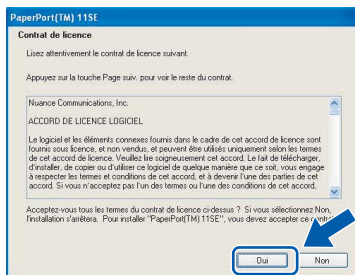 PaperPort(TM) 11SE
Contrat de licence
Lisez attentivement le contrat de licence suivant.
Appuyez sur la touche Page suiv. pour voir le reste du contrat.
Nuance Communications, Inc.
ACCORD DE LICENCE LOGICIEL
Le logiciel et les éléments connexes fournis dans le cadre de cet accord de licence sont
fournis sous licence, et non vendus, et peuvent être utilisés uniquement selon les termes
de cet accord de licence. Veuillez lire soigneusement cet accord. Le fait de télécharger,
d'installer, de copier ou d'utiliser ce logiciel de quelque manière que ce soit, vous engage
à respecter les termes et conditions de cet accord, et à devenir l'une des parties de cet
accord. Si vous n'acceptez pas l'un des termes ou l'une des conditions de cet accord,
Acceptez-vous tous les termes du contrat de licence ci-dessus ? Si vous sélectionnez Non,
l'installation s'arrêtera. Pour installer "PaperPort(TM) 11SE", vous devez accepter ce
Oui
Non